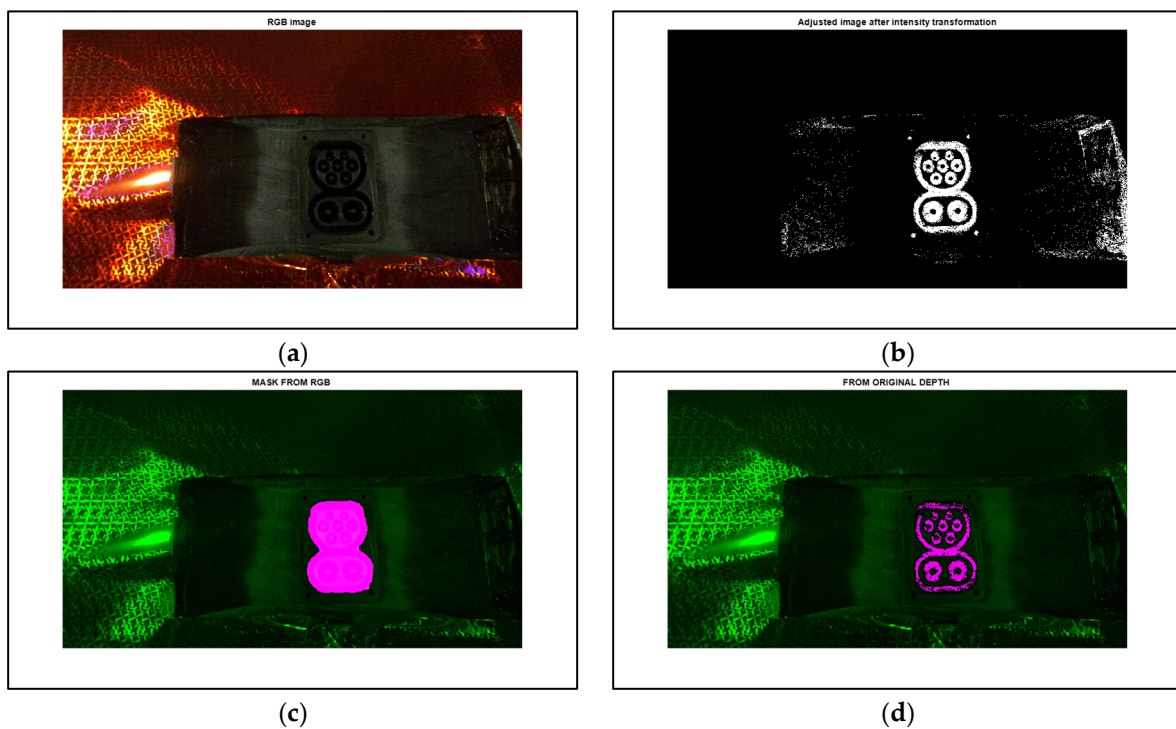 RGB image
Adjusted image after intensity transformation
(a)
(b)
MASK FROM RGB
FROM ORIGINAL DEPTH
(c)
(d)